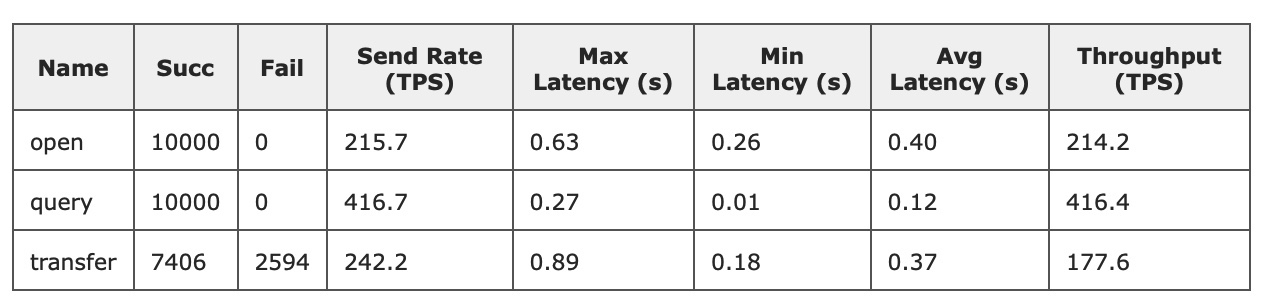 Name Succ Fail Send Rate (TPS) Max Latency (s) Min Latency (s) Avg Latency (s) Throughput (TPS)
open 10000 0 215.7 0.63 0.26 0.40 214.2
query 10000 0 416.7 0.27 0.01 0.12 416.4
transfer 7406 2594 242.2 0.89 0.18 0.37 177.6